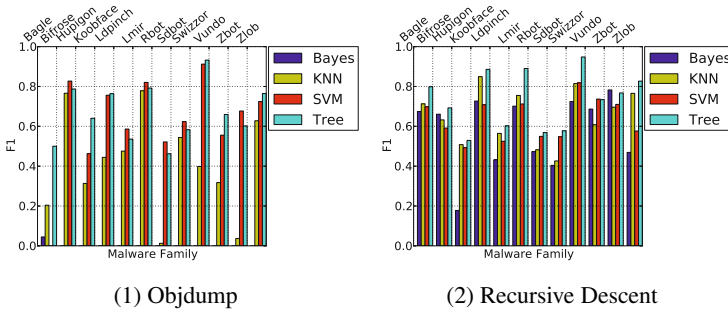 Bagle
Bifrose
Hupigon
Koobface
Ldpinch
Lmir
Rbot
Sdbot
Swizzor
Vundo
Zbot
Zlob
1.0
0.8
0.6
0.4
0.2
0.0
F1
Malware Family
Bayes
KNN
SVM
Tree
(1) Objdump
Bagle
Bifrose
Hupigon
Koobface
Ldpinch
Lmir
Rbot
Sdbot
Swizzor
Vundo
Zbot
Zlob
1.0
0.8
0.6
0.4
0.2
0.0
F1
Malware Family
Bayes
KNN
SVM
Tree
(2) Recursive Descent